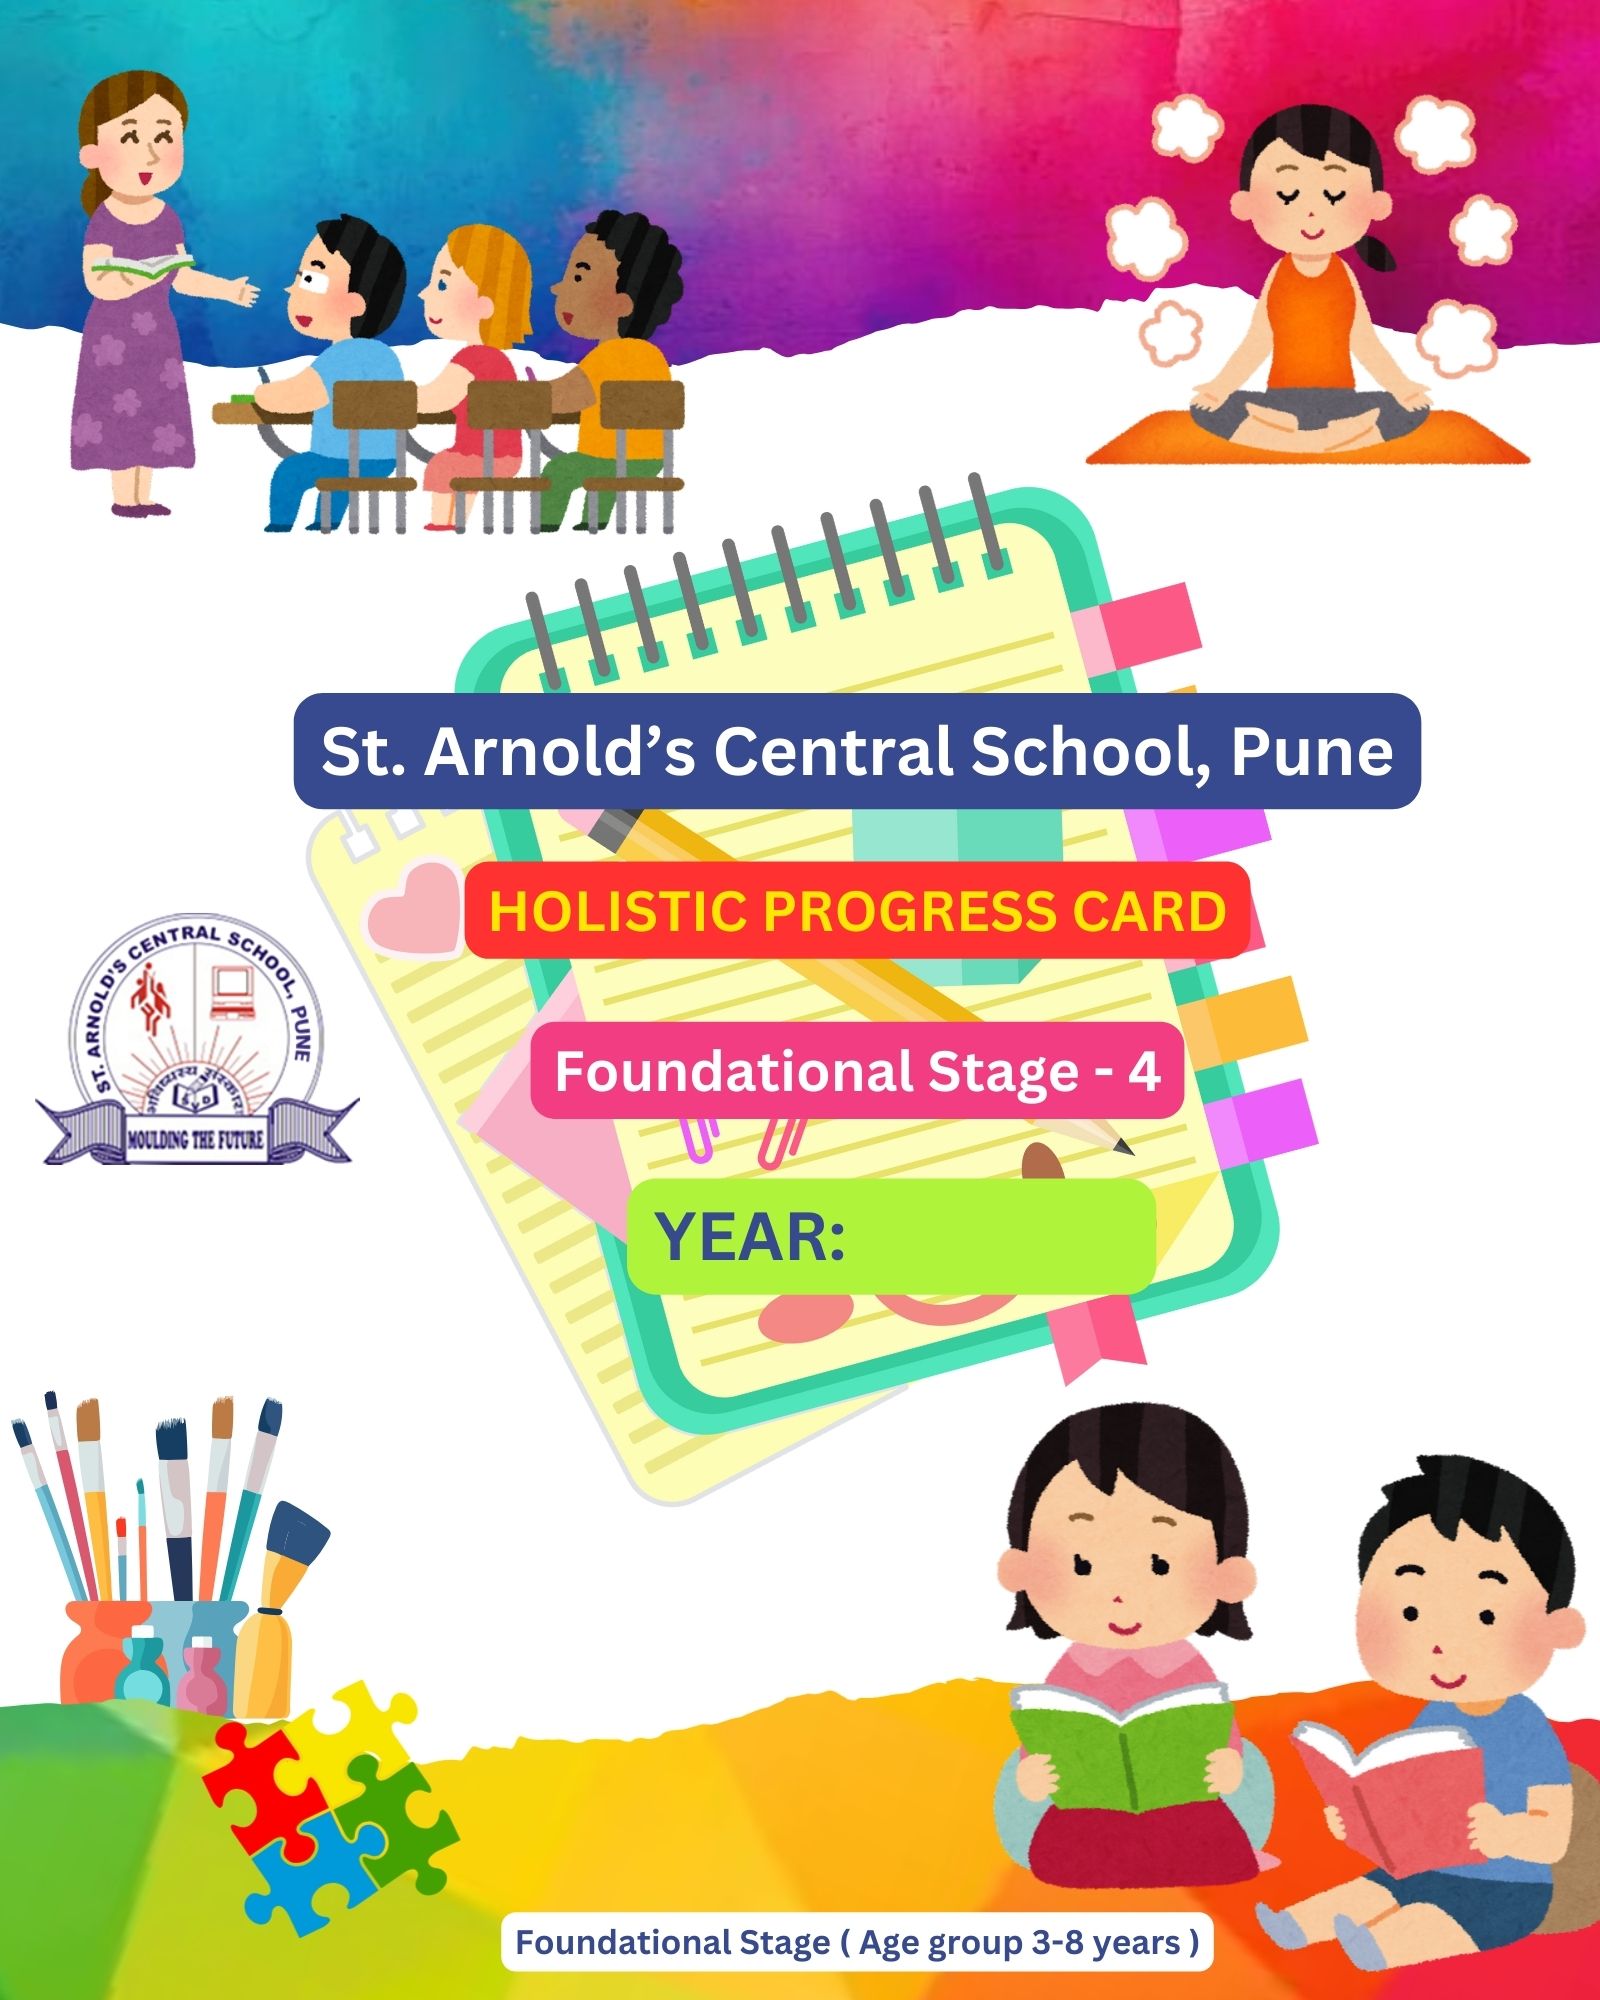 St. Arnold’s Central School, Pune
HOLISTIC PROGRESS CARD
ST. ARNOLD'S CENTRAL SCHOOL, PUNE
MOULDING THE FUTURE
Foundational Stage - 4
YEAR:
Foundational Stage ( Age group 3-8 years )